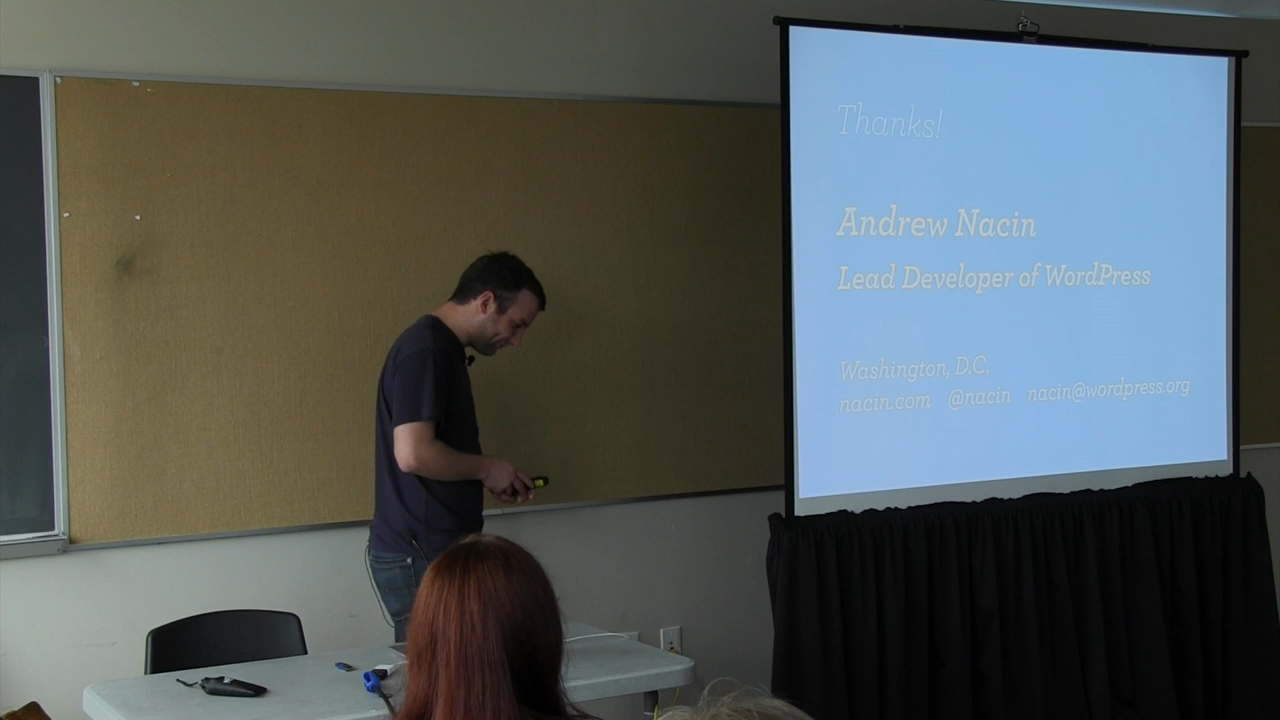 Thanks!
Andrew Nacin
Lead Developer of WordPress
Washington, D.C.
nacin.com @nacin nacin@wordpress.org